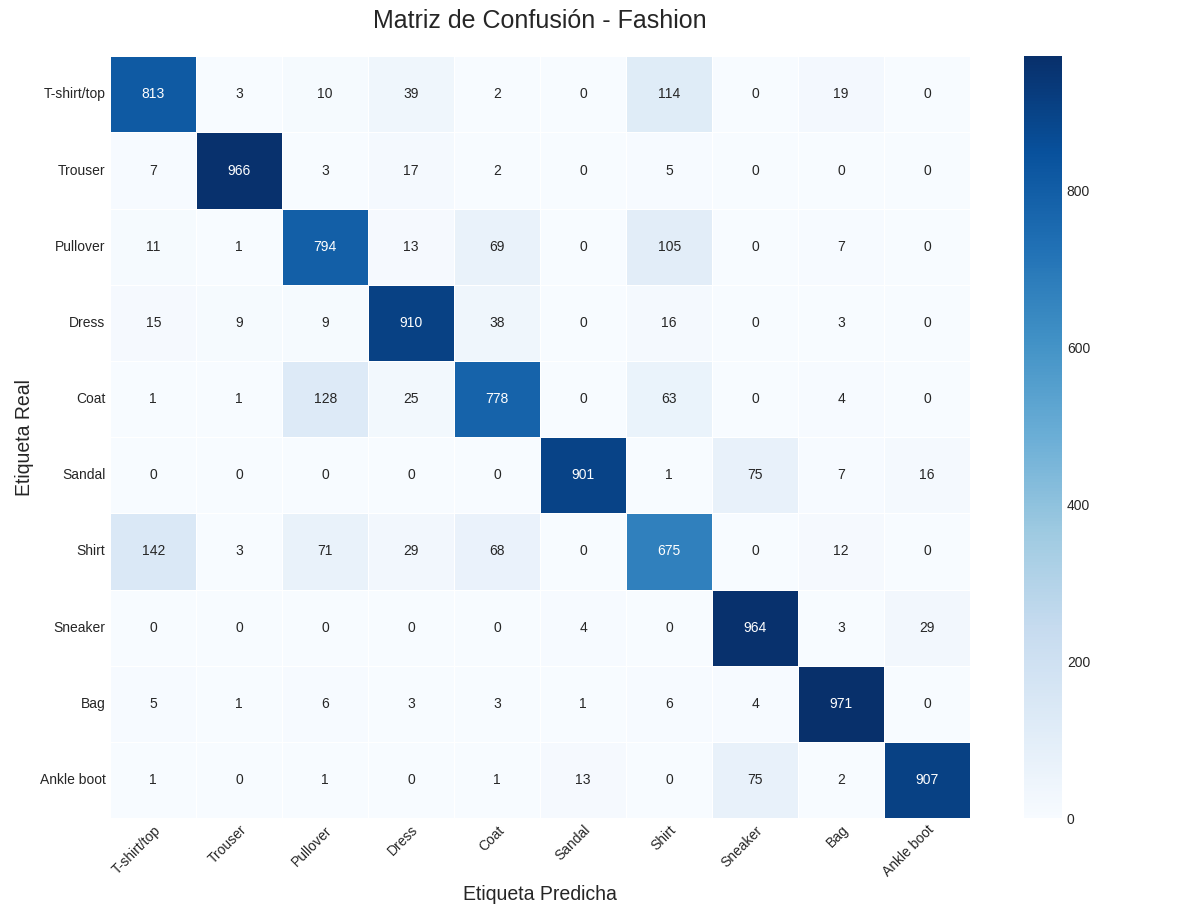 Matriz de Confusión - Fashion
T-shirt/top 813 3 10 39 2 0 114 0 19 0
Trouser 7 966 3 17 2 0 5 0 0 0
Pullover 11 1 794 13 69 0 105 0 7 0
Dress 15 9 9 910 38 0 16 0 3 0
Coat 1 1 128 25 778 0 63 0 4 0
Sandal 0 0 0 0 0 901 1 75 7 16
Shirt 142 3 71 29 68 0 675 0 12 0
Sneaker 0 0 0 0 0 4 0 964 3 29
Bag 5 1 6 3 3 1 6 4 971 0
Ankle boot 1 0 1 0 1 13 0 75 2 907
T-shirt/top Trouser Pullover Dress Coat Sandal Shirt Sneaker Bag Ankle boot
Etiqueta Predicha
Etiqueta Real
800
600
400
200
0